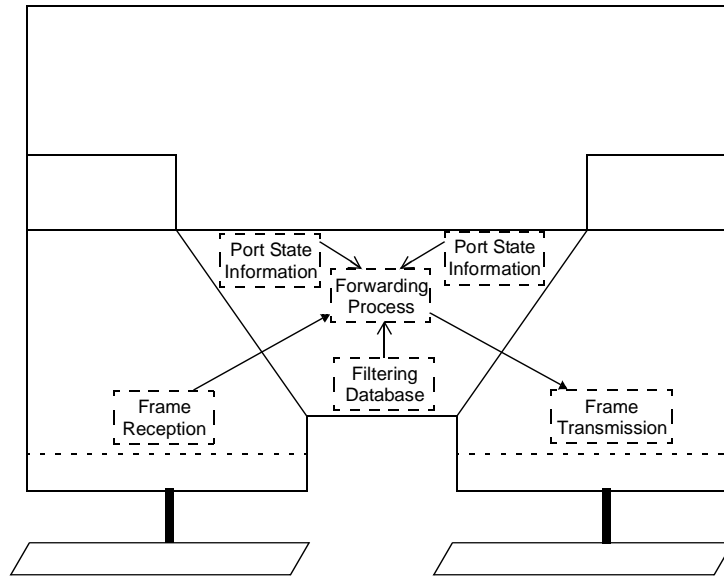 Port State
Information
Port State
Information
Forwarding
Process
Filtering
Database
Frame
Reception
Frame
Transmission